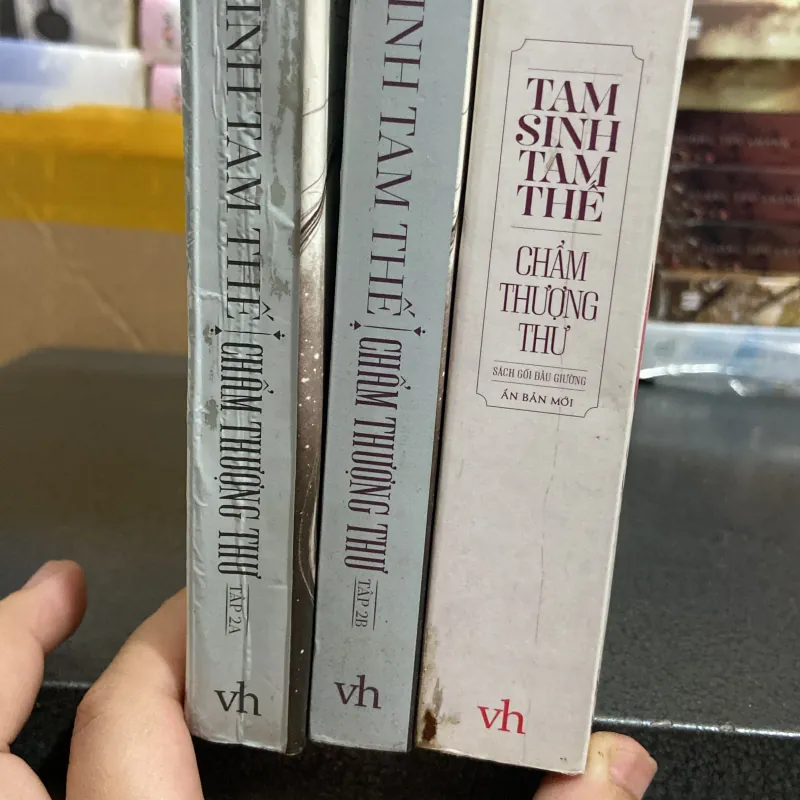 INH TAM THẾ
CHẨM THƯỢNG THƯ
TẬP 2A
vh
INH TAM THẾ
CHẨM THƯỢNG THƯ
TẬP 2B
vh
TAM
SINH
TAM
THẾ
CHẨM
THƯỢNG
THƯ
SÁCH GỐI ĐẦU GIƯỜNG
ẤN BẢN MỚI
vh